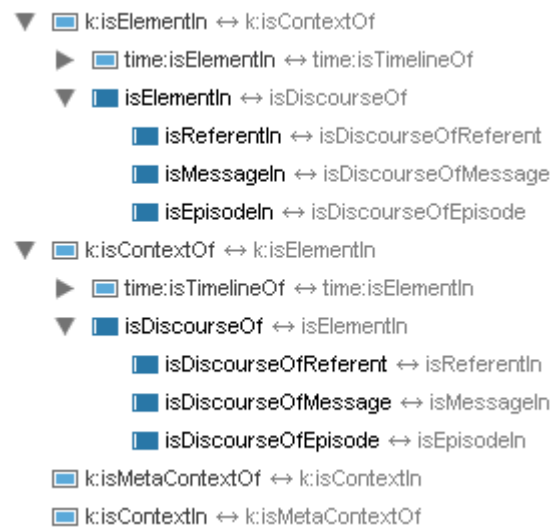 k:isElementIn ↔ k:isContextOf
time:isElementIn ↔ time:isTimelineOf
isElementIn ↔ isDiscourseOf
isReferentIn ↔ isDiscourseOfReferent
isMessageIn ↔ isDiscourseOfMessage
isEpisodeIn ↔ isDiscourseOfEpisode
k:isContextOf ↔ k:isElementIn
time:isTimelineOf ↔ time:isElementIn
isDiscourseOf ↔ isElementIn
isDiscourseOfReferent ↔ isReferentIn
isDiscourseOfMessage ↔ isMessageIn
isDiscourseOfEpisode ↔ isEpisodeIn
k:isMetaContextOf ↔ k:isContextIn
k:isContextIn ↔ k:isMetaContextOf